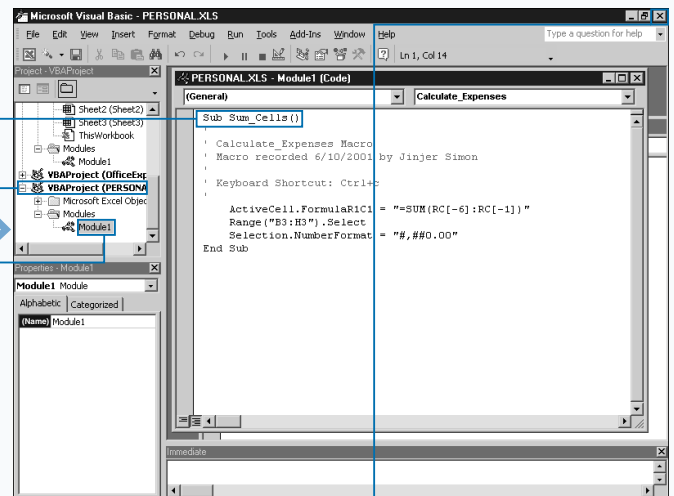 Microsoft Visual Basic - PERSONAL.XLS
File Edit View Insert Format Debug Run Tools Add-Ins Window Help
Type a question for help
Ln 1, Col 14
Project - VBAProject
Sheet2 (Sheet2)
Sheet3 (Sheet3)
ThisWorkbook
Modules
Module1
VBAProject (OfficeExp
VBAProject (PERSONA
Microsoft Excel Objec
Modules
Module1
Properties - Module1
Module1 Module
Alphabetic Categorized
(Name) Module1
PERSONAL.XLS - Module1 (Code)
(General) Calculate_Expenses
Sub Sum_Cells()
'
' Calculate_Expenses Macro
' Macro recorded 6/10/2001 by Jinjer Simon
'
' Keyboard Shortcut: Ctrl+c
'
ActiveCell.FormulaR1C1 = "=SUM(RC[-6]:RC[-1])"
Range("B3:H3").Select
Selection.NumberFormat = "#,##0.00"
End Sub
Immediate